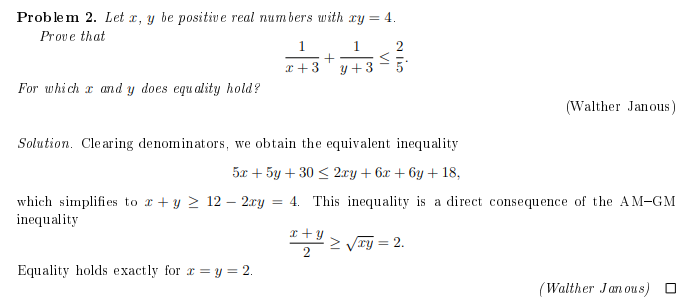 Problem 2. Let x, y be positive real numbers with xy = 4.
Prove that
1/(x + 3) + 1/(y + 3) ≤ 2/5.
For which x and y does equality hold?
(Walther Janous)
Solution. Clearing denominators, we obtain the equivalent inequality
5x + 5y + 30 ≤ 2xy + 6x + 6y + 18,
which simplifies to x + y ≥ 12 − 2xy = 4. This inequality is a direct consequence of the AM–GM
inequality
(x + y)/2 ≥ √xy = 2.
Equality holds exactly for x = y = 2.
(Walther Janous) □